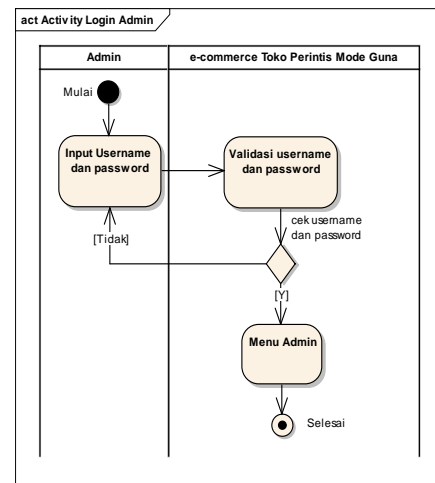 act Activity Login Admin
Admin
e-commerce Toko Perintis Mode Guna
Mulai
Input Username
dan password
Validasi username
dan password
cek username
dan password
[Tidak]
[Y]
Menu Admin
Selesai